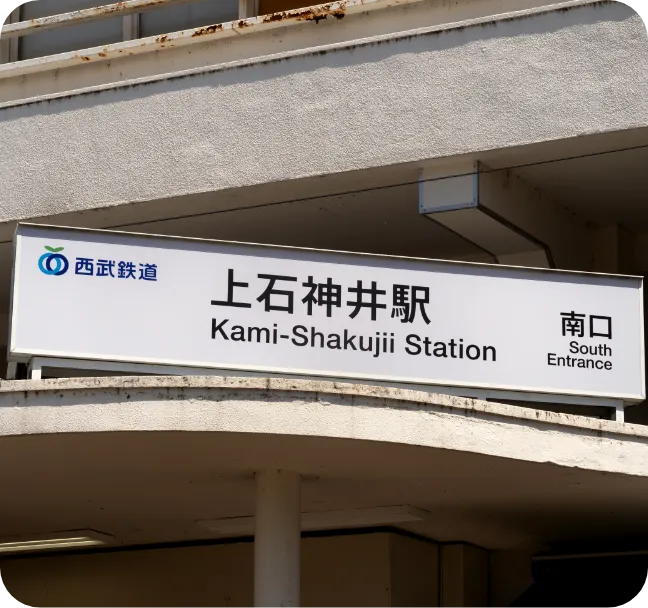 西武鉄道
上石神井駅
Kami-Shakujii Station
南口
South
Entrance